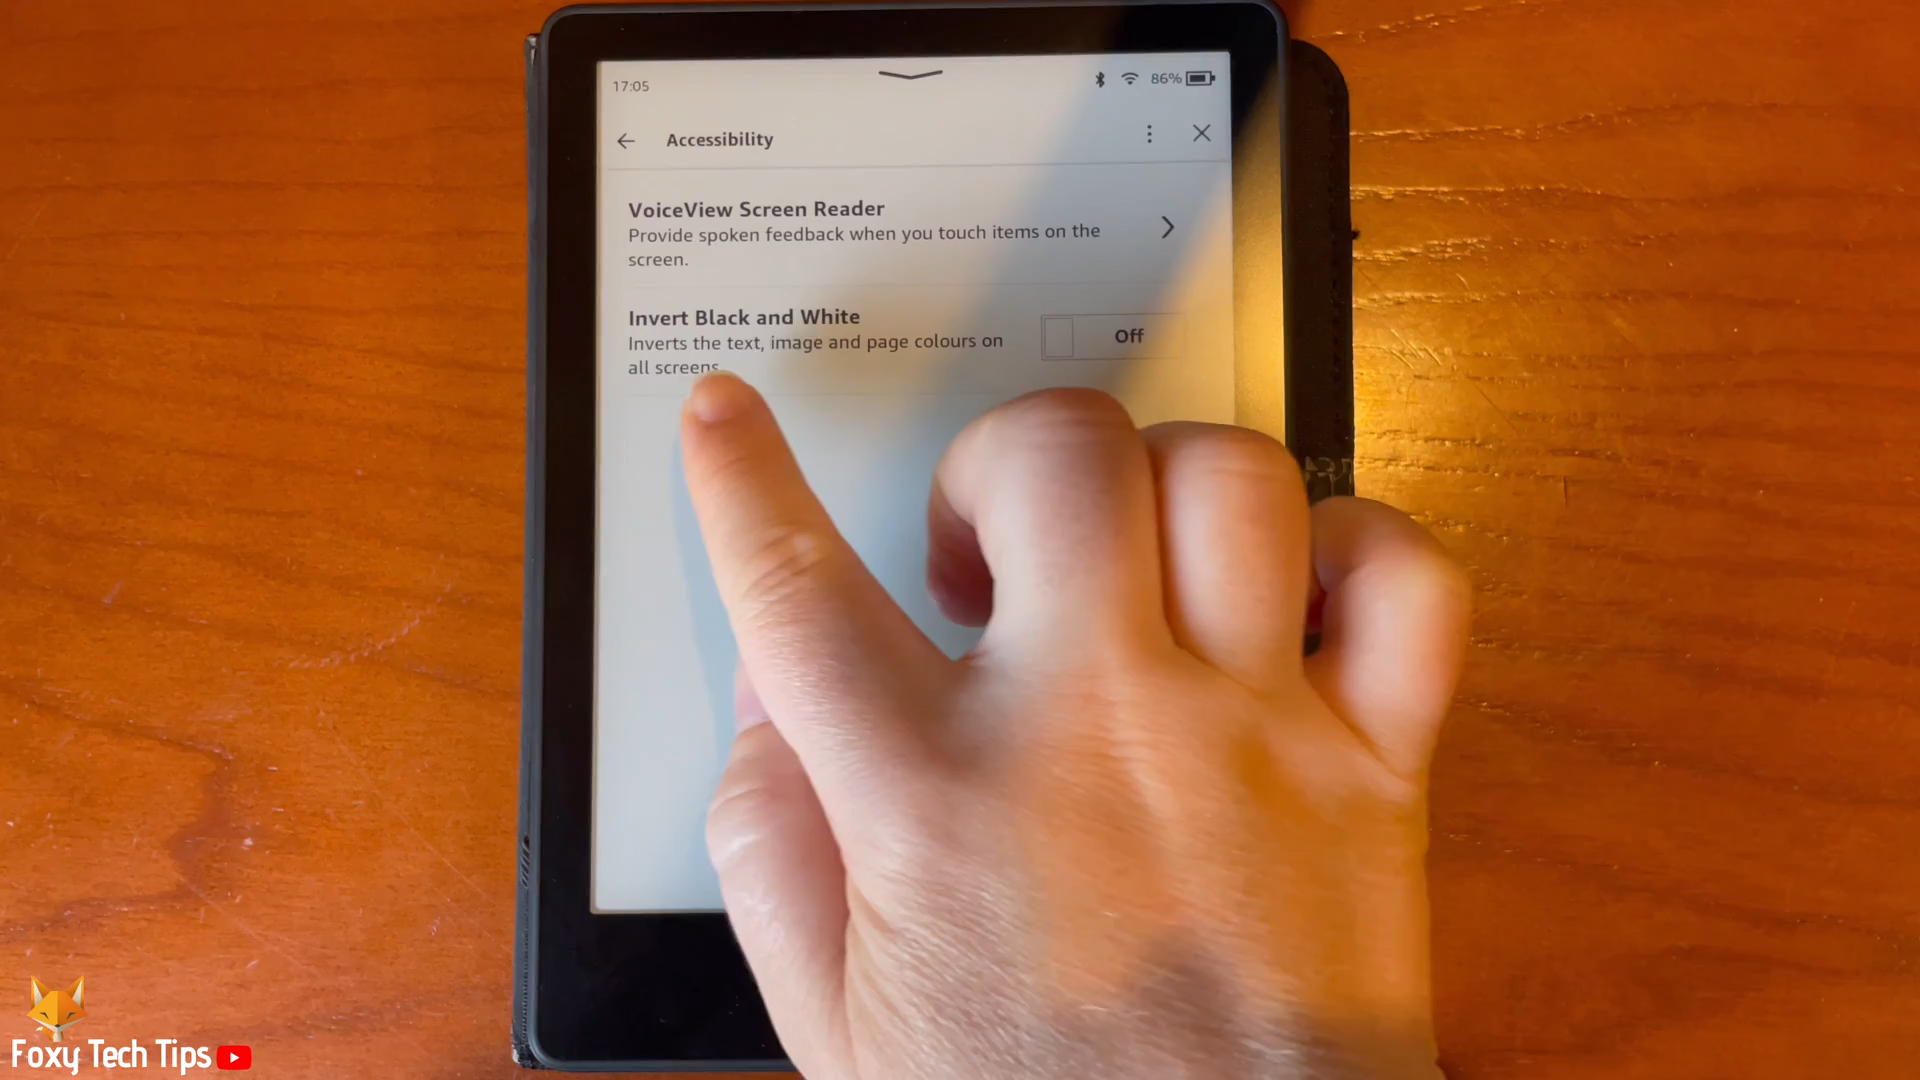 17:05
86%
Accessibility
VoiceView Screen Reader
Provide spoken feedback when you touch items on the
screen.
Invert Black and White
Inverts the text, image and page colours on
all screens.
Off
Foxy Tech Tips